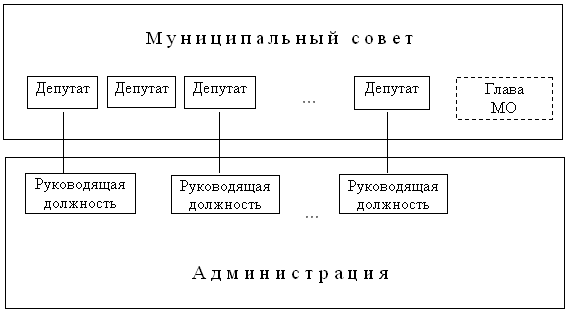 Муниципальный совет
Депутат Депутат Депутат ... Депутат Глава
МО
Руководящая Руководящая Руководящая
должность должность ... должность
Администрация